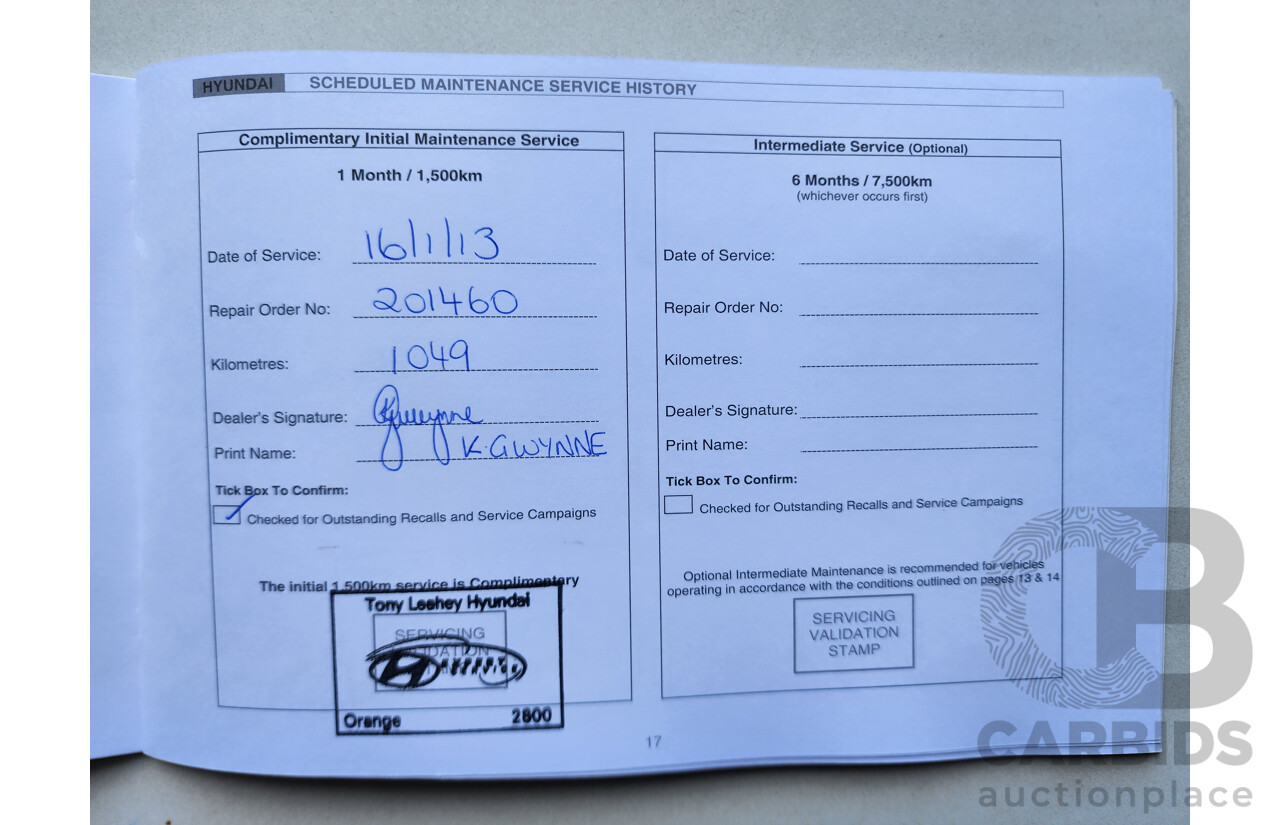 HYUNDAI SCHEDULED MAINTENANCE SERVICE HISTORY
Complimentary Initial Maintenance Service
1 Month / 1,500km
Date of Service: 16/1/13
Repair Order No: 201460
Kilometres: 1049
Dealer's Signature: KGwynne
Print Name: K.GWYNNE
Tick Box To Confirm:
Checked for Outstanding Recalls and Service Campaigns
The initial 1,500km service is Complimentary
Tony Leahey Hyundai
SERVICING
VALIDATION
Orange 2800
Intermediate Service (Optional)
6 Months / 7,500km
(whichever occurs first)
Date of Service:
Repair Order No:
Kilometres:
Dealer's Signature:
Print Name:
Tick Box To Confirm:
Checked for Outstanding Recalls and Service Campaigns
Optional Intermediate Maintenance is recommended for vehicles
operating in accordance with the conditions outlined on pages 13 & 14
SERVICING
VALIDATION
STAMP
17
CARBIDS
auctionplace